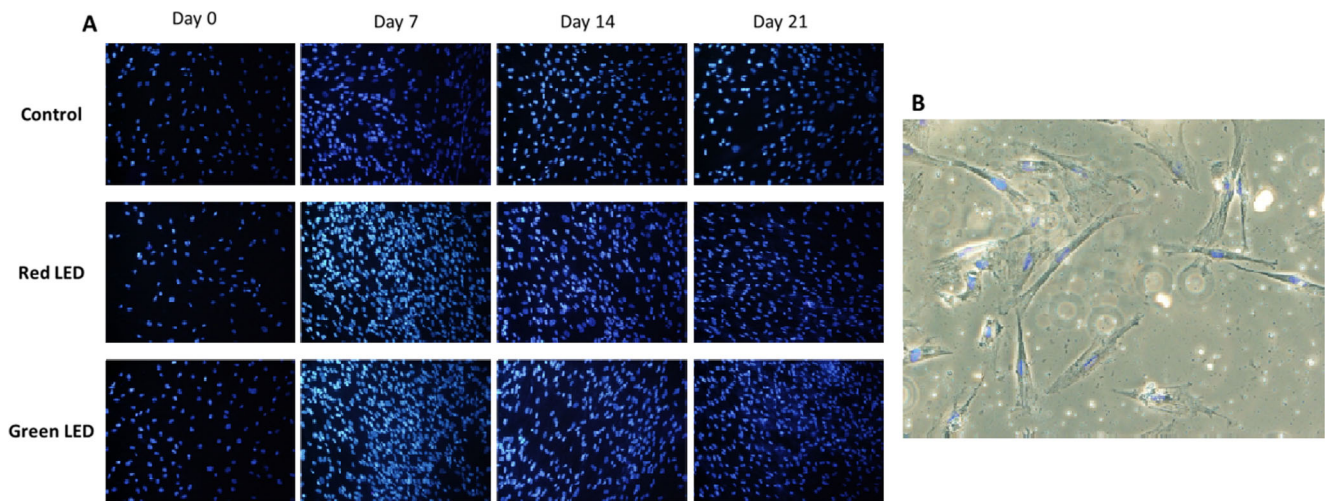 A
Day 0
Day 7
Day 14
Day 21
Control
B
Red LED
Green LED